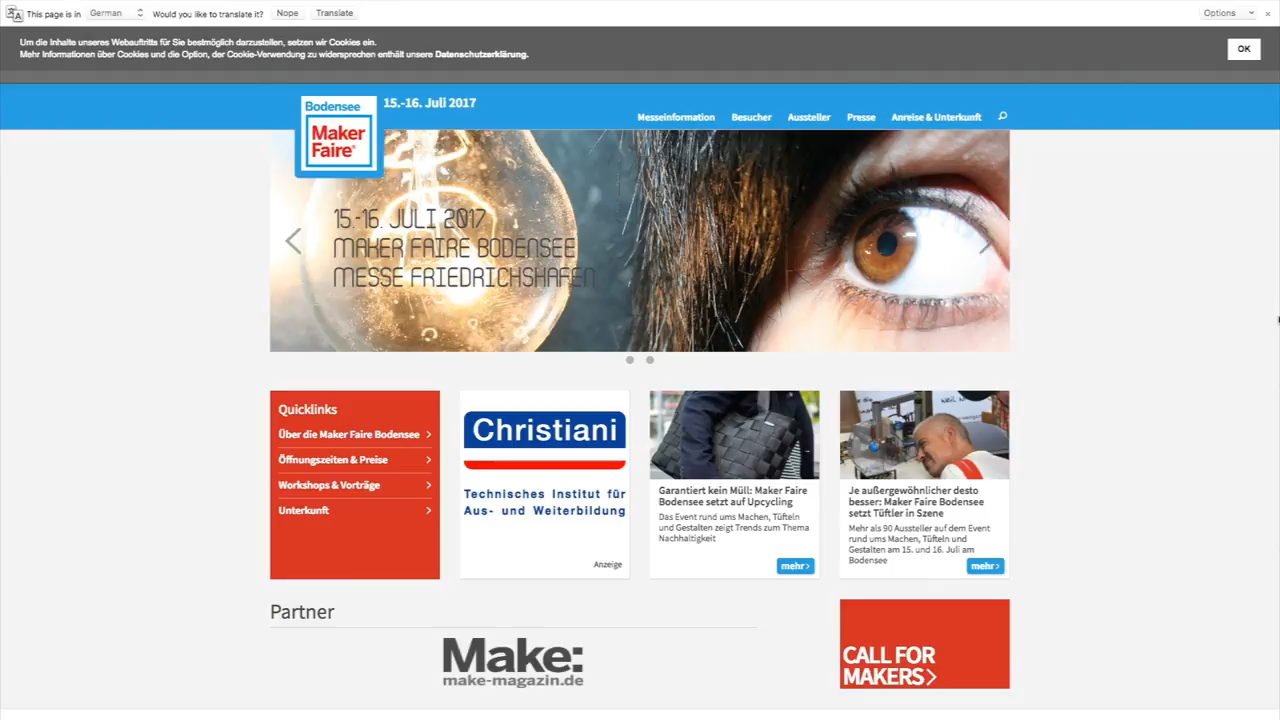 This page is in German Would you like to translate it? Nope Translate Options
Um die Inhalte unseres Webauftritts für Sie bestmöglich darzustellen, setzen wir Cookies ein.
Mehr Informationen über Cookies und die Option, der Cookie-Verwendung zu widersprechen enthält unsere Datenschutzerklärung.
OK
Bodensee
Maker
Faire®
15.-16. Juli 2017
Messeinformation Besucher Aussteller Presse Anreise & Unterkunft
15.-16. JULI 2017
MAKER FAIRE BODENSEE
MESSE FRIEDRICHSHAFEN
Quicklinks
Über die Maker Faire Bodensee
Öffnungszeiten & Preise
Workshops & Vorträge
Unterkunft
Christiani
Technisches Institut für
Aus- und Weiterbildung
Anzeige
Garantiert kein Müll: Maker Faire
Bodensee setzt auf Upcycling
Das Event rund ums Machen, Tüfteln
und Gestalten zeigt Trends zum Thema
Nachhaltigkeit
mehr
Je außergewöhnlicher desto
besser: Maker Faire Bodensee
setzt Tüftler in Szene
Mehr als 90 Aussteller auf dem Event
rund ums Machen, Tüfteln und
Gestalten am 15. und 16. Juli am
Bodensee
mehr
Partner
Make:
make-magazin.de
CALL FOR
MAKERS